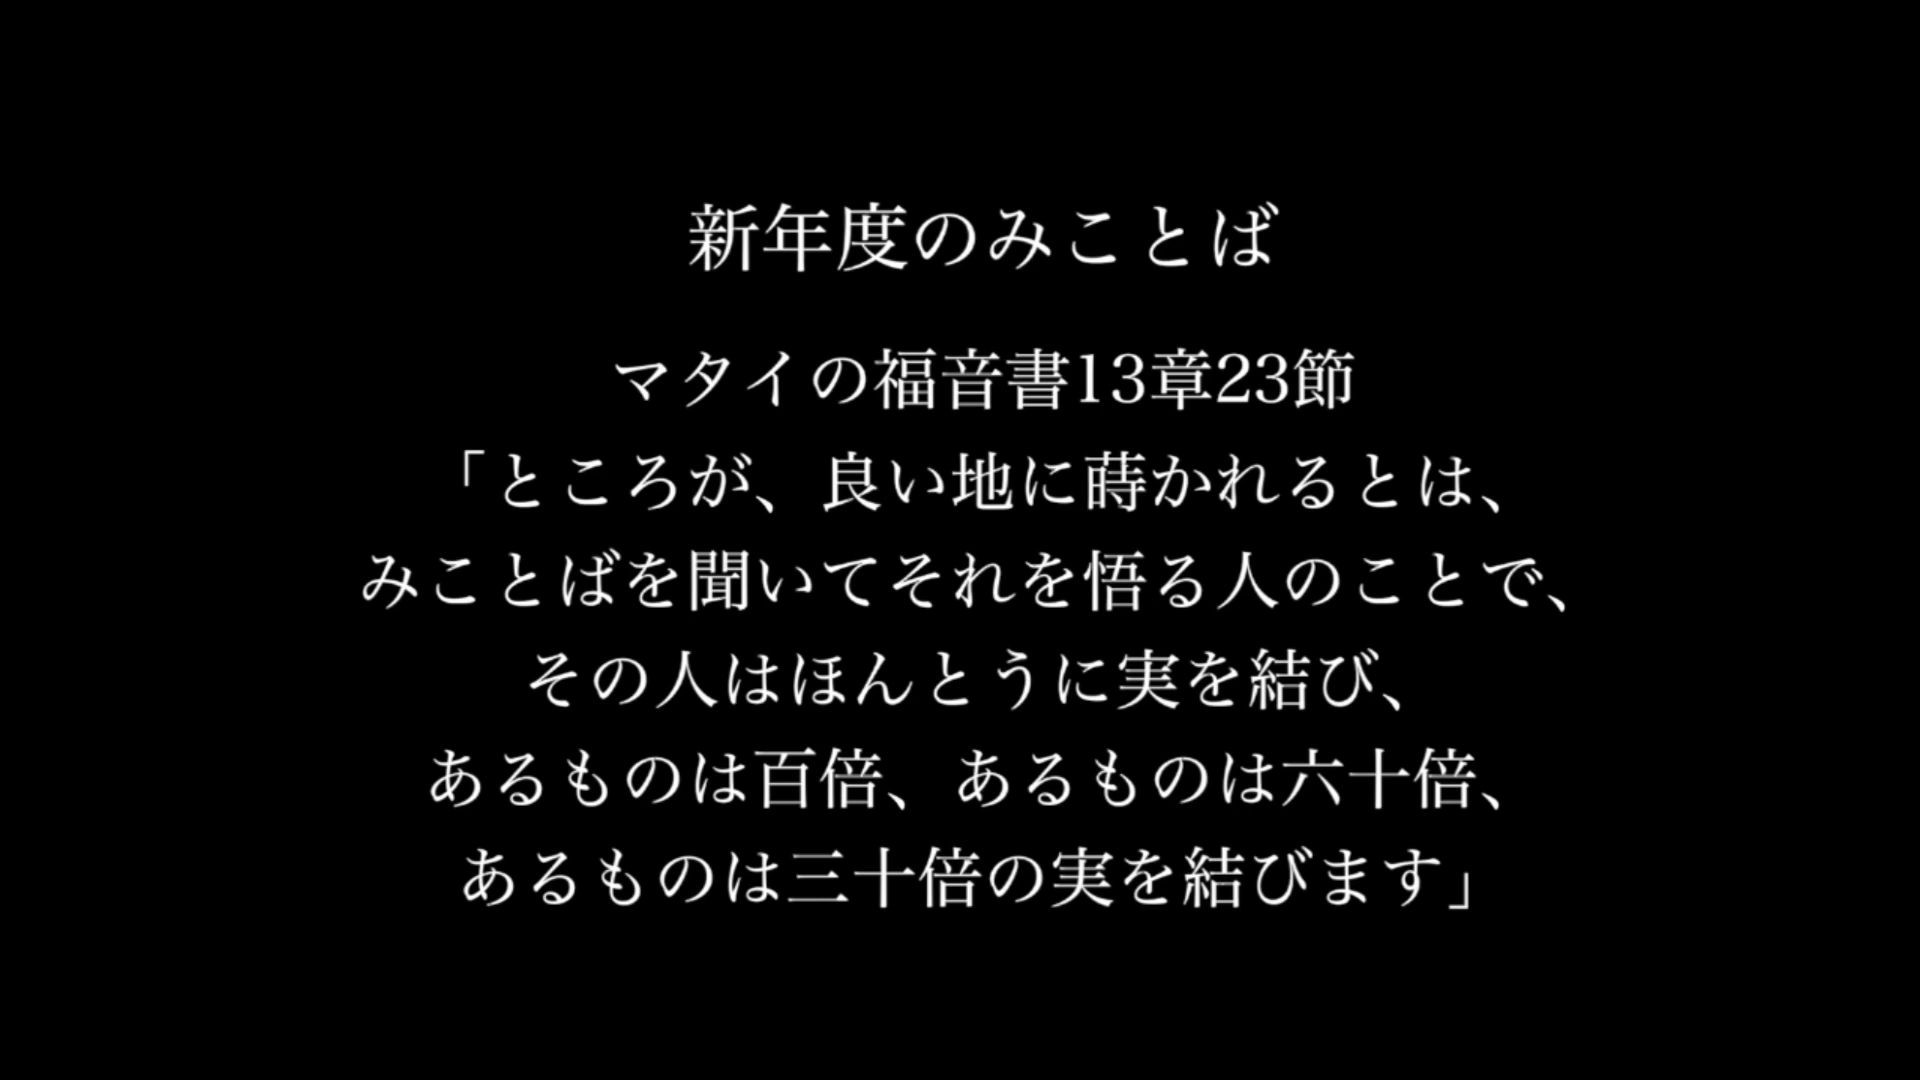 新年度のみことば
マタイの福音書13章23節
「ところが、良い地に蒔かれるとは、
みことばを聞いてそれを悟る人のことで、
その人はほんとうに実を結び、
あるものは百倍、あるものは六十倍、
あるものは三十倍の実を結びます」